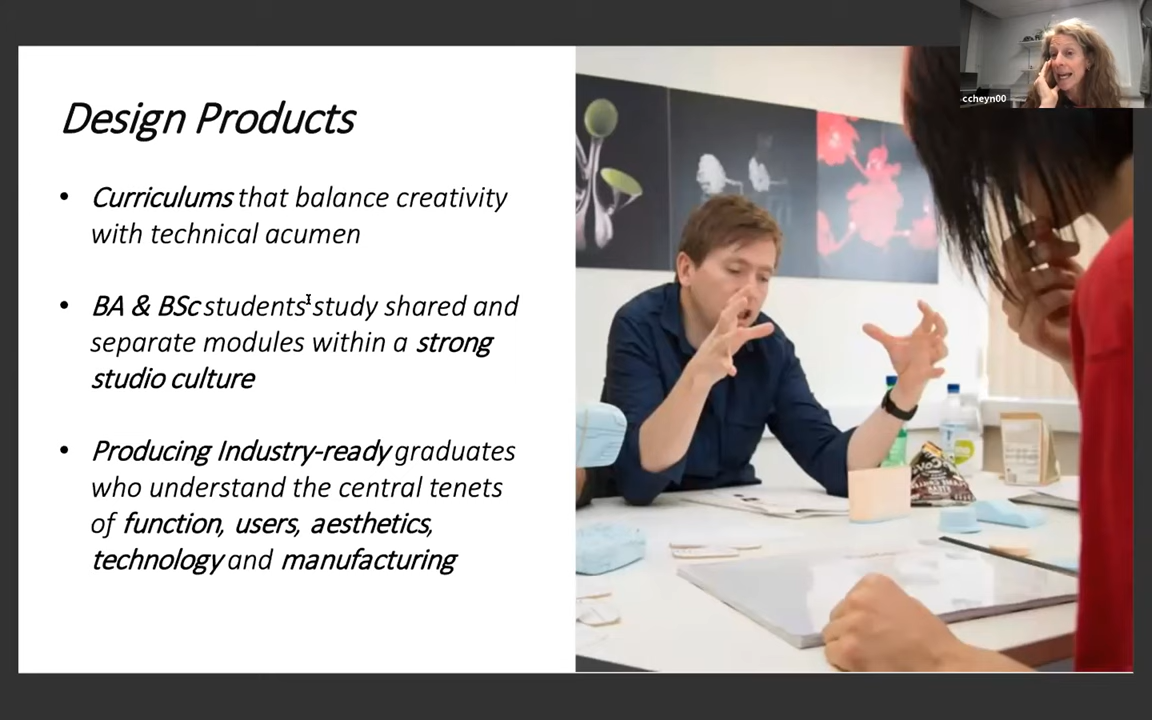 ccheyn00
Design Products
• Curriculums that balance creativity
with technical acumen
• BA & BSc students' study shared and
separate modules within a strong
studio culture
• Producing Industry-ready graduates
who understand the central tenets
of function, users, aesthetics,
technology and manufacturing